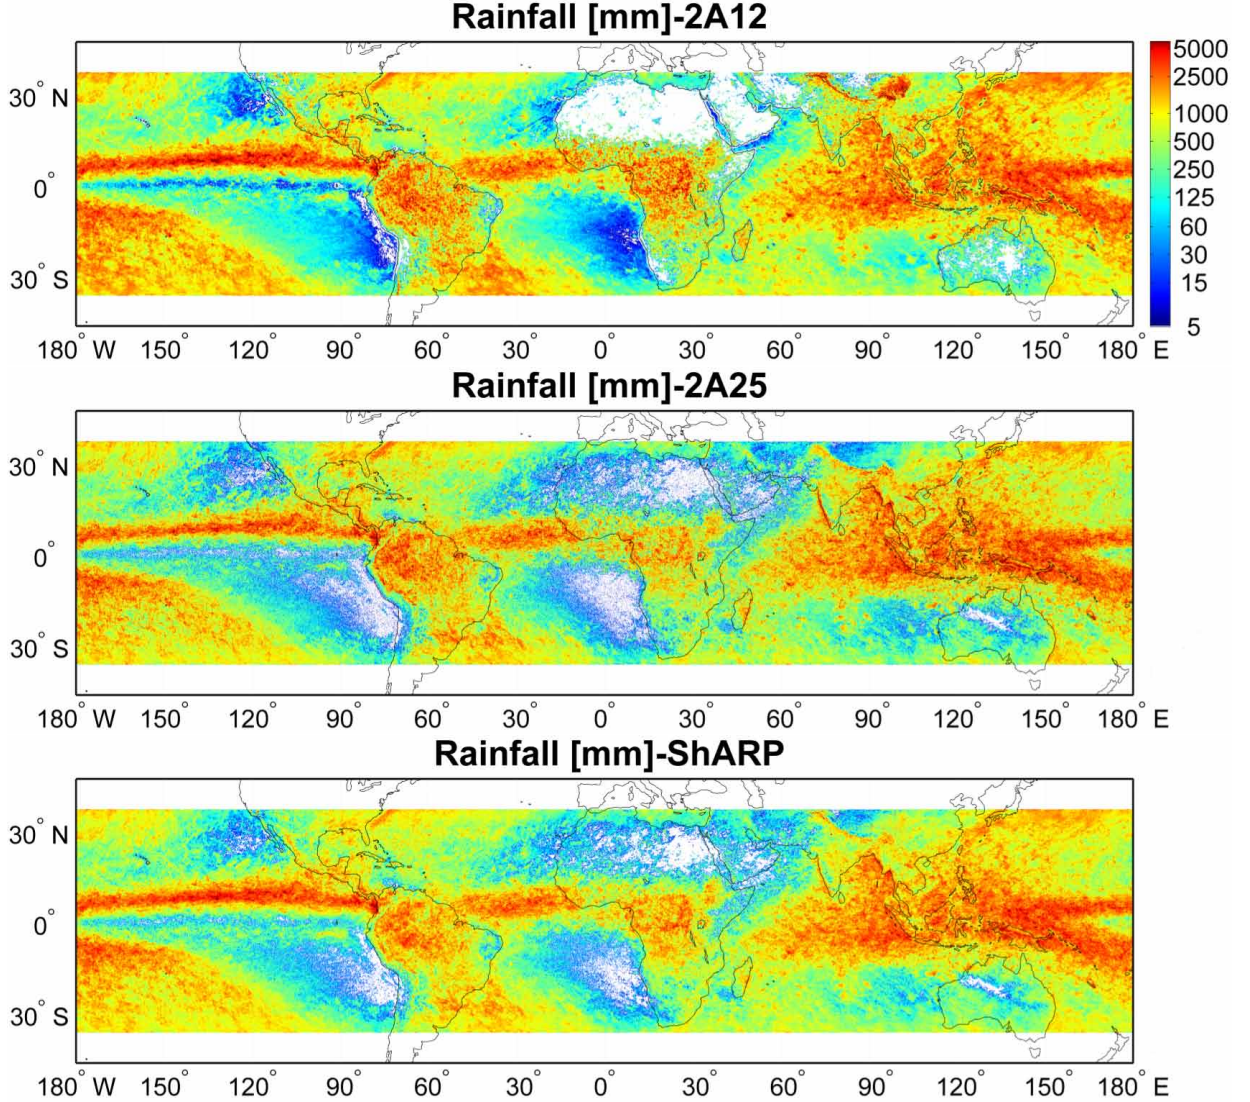 Rainfall [mm]-2A12
5000
2500
1000
500
250
125
60
30
15
5
30° N
0°
30° S
180° W 150° 120° 90° 60° 30° 0° 30° 60° 90° 120° 150° 180° E
Rainfall [mm]-2A25
30° N
0°
30° S
180° W 150° 120° 90° 60° 30° 0° 30° 60° 90° 120° 150° 180° E
Rainfall [mm]-ShARP
30° N
0°
30° S
180° W 150° 120° 90° 60° 30° 0° 30° 60° 90° 120° 150° 180° E